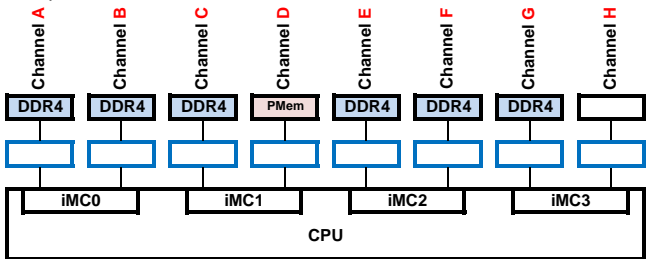 Channel A
Channel B
Channel C
Channel D
Channel E
Channel F
Channel G
Channel H
DDR4 DDR4 DDR4 PMem DDR4 DDR4 DDR4
iMC0 iMC1 iMC2 iMC3
CPU